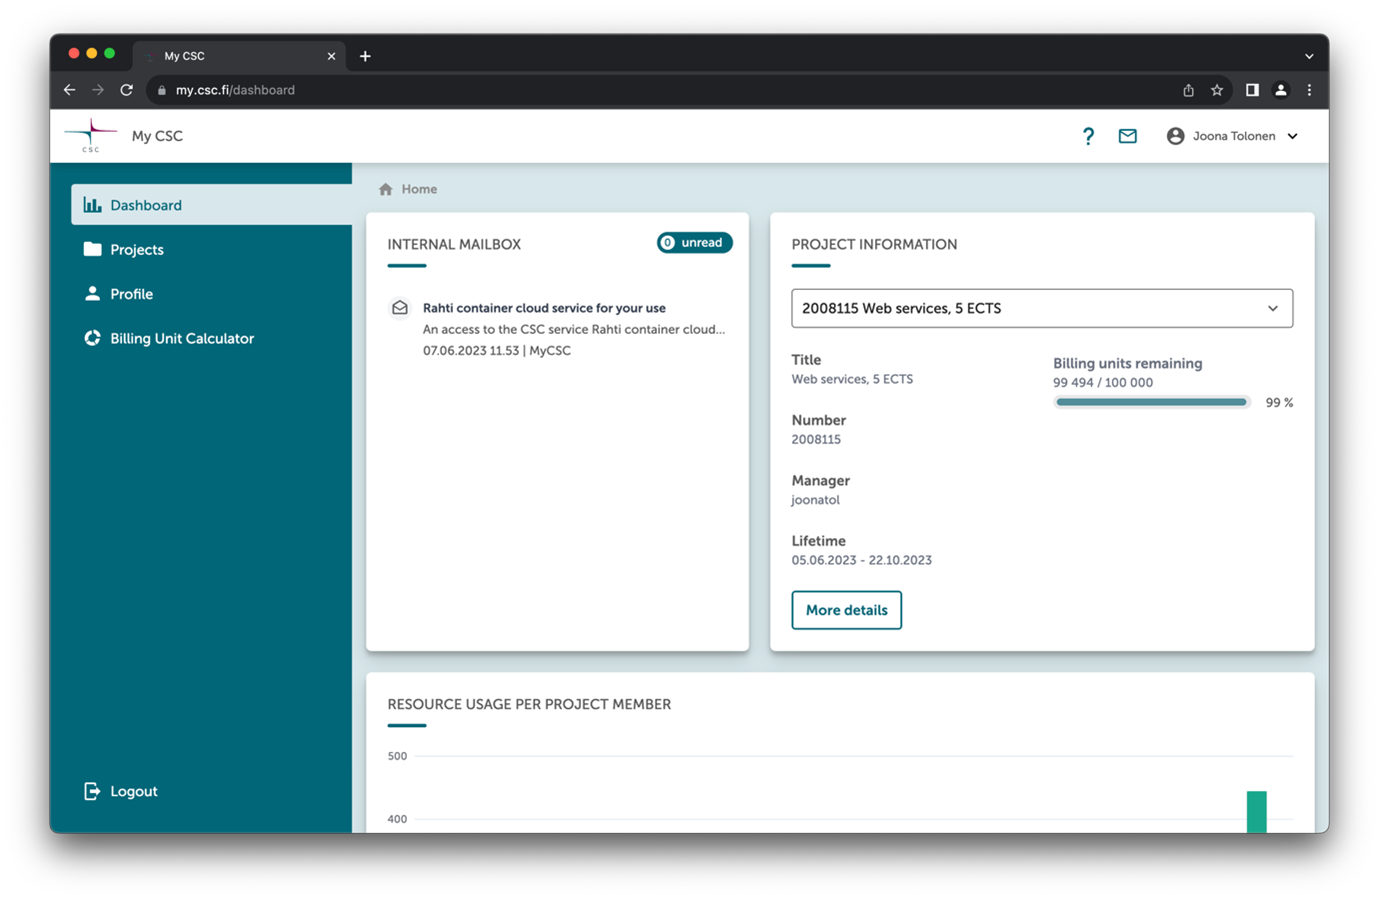 My CSC
my.csc.fi/dashboard
CSC
My CSC
?
Joona Tolonen
Dashboard
Projects
Profile
Billing Unit Calculator
Logout
Home
INTERNAL MAILBOX
0 unread
Rahti container cloud service for your use
An access to the CSC service Rahti container cloud...
07.06.2023 11.53 | MyCSC
PROJECT INFORMATION
2008115 Web services, 5 ECTS
Title
Web services, 5 ECTS
Number
2008115
Manager
joonatol
Lifetime
05.06.2023 - 22.10.2023
More details
Billing units remaining
99 494 / 100 000
99 %
RESOURCE USAGE PER PROJECT MEMBER
500
400